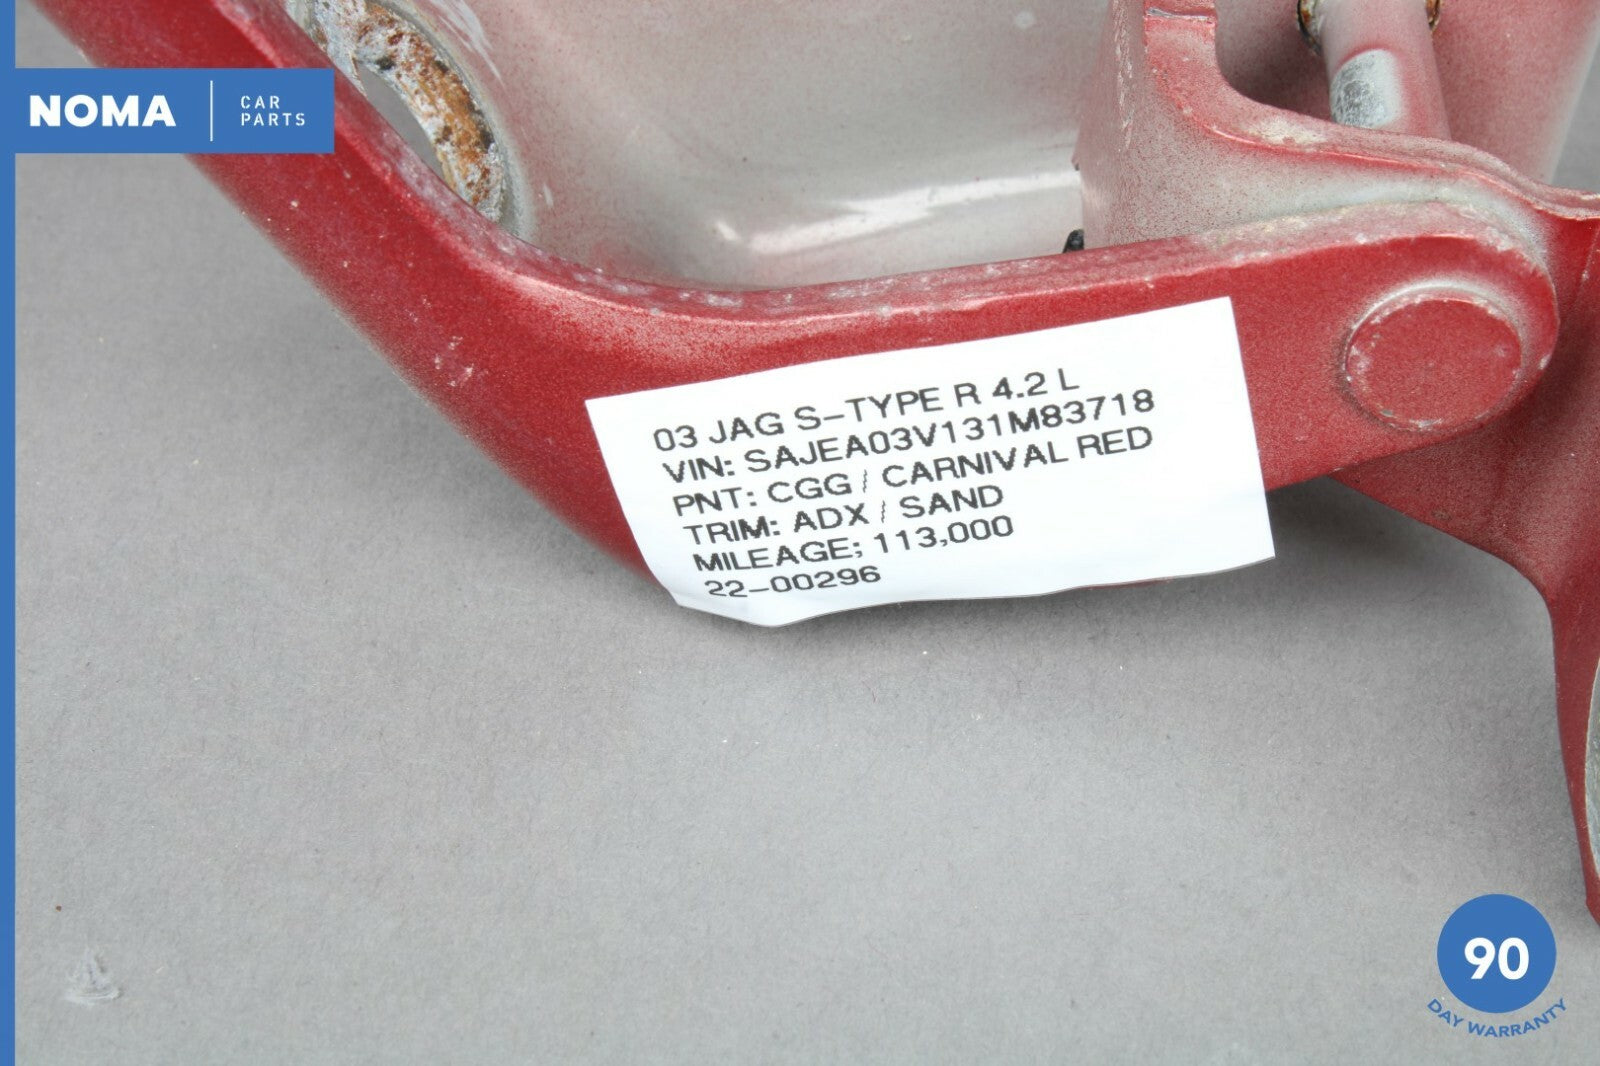 NOMA
CAR
PARTS
03 JAG S-TYPE R 4.2 L
VIN: SAJEA03V131M83718
PNT: CGG / CARNIVAL RED
TRIM: ADX / SAND
MILEAGE; 113,000
22-00296
90
DAY WARRANTY